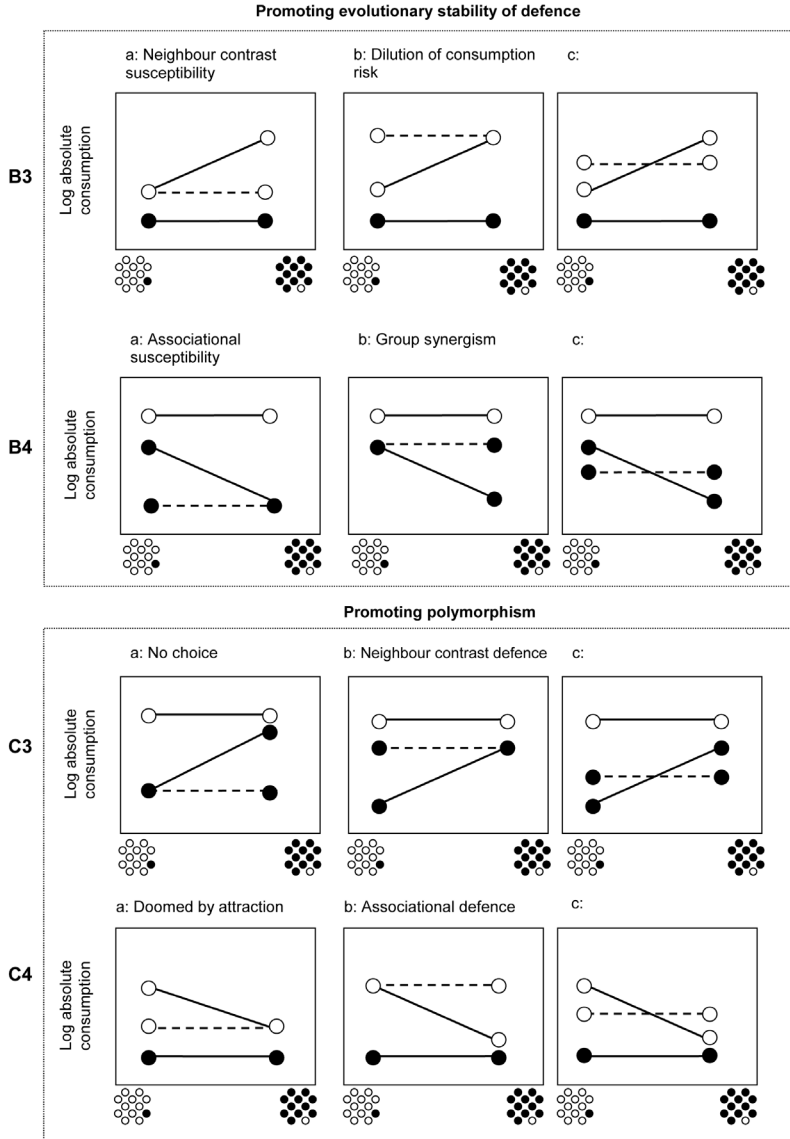 Promoting evolutionary stability of defence
a: Neighbour contrast
susceptibility
b: Dilution of consumption
risk
c:
B3
Log absolute
consumption
a: Associational
susceptibility
b: Group synergism
c:
B4
Log absolute
consumption
Promoting polymorphism
a: No choice
b: Neighbour contrast defence
c:
C3
Log absolute
consumption
a: Doomed by attraction
b: Associational defence
c:
C4
Log absolute
consumption